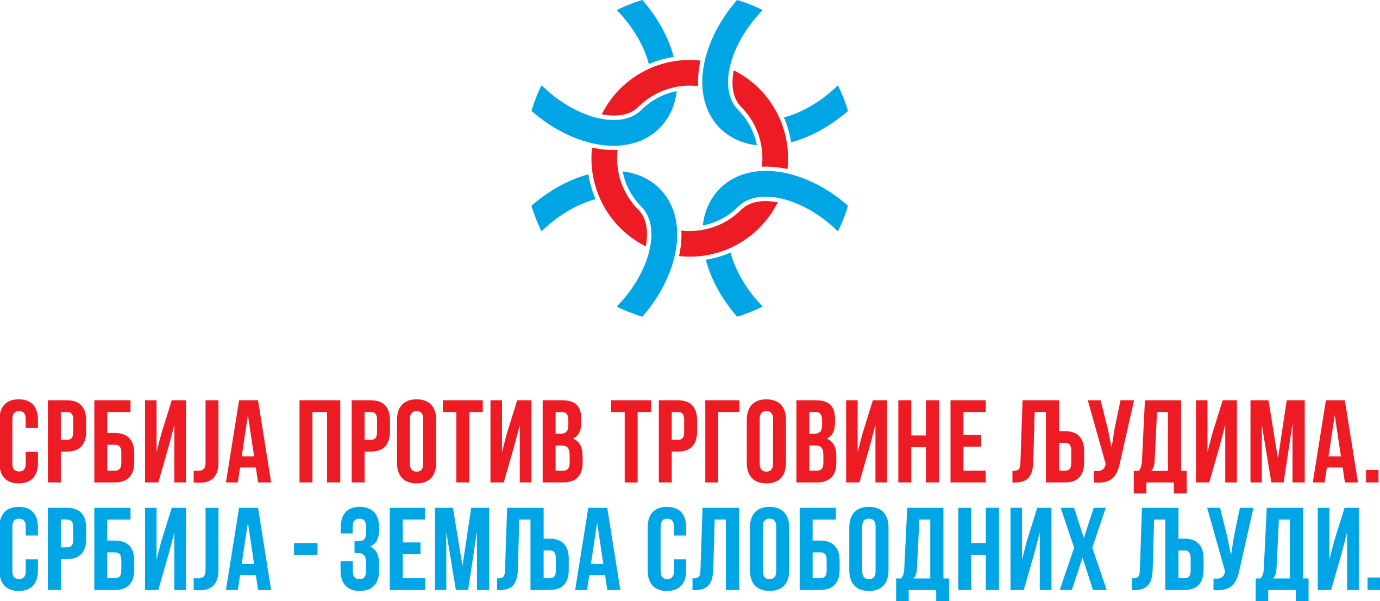 СРБИЈА ПРОТИВ ТРГОВИНЕ ЉУДИМА.
СРБИЈА - ЗЕМЉА СЛОБОДНИХ ЉУДИ.